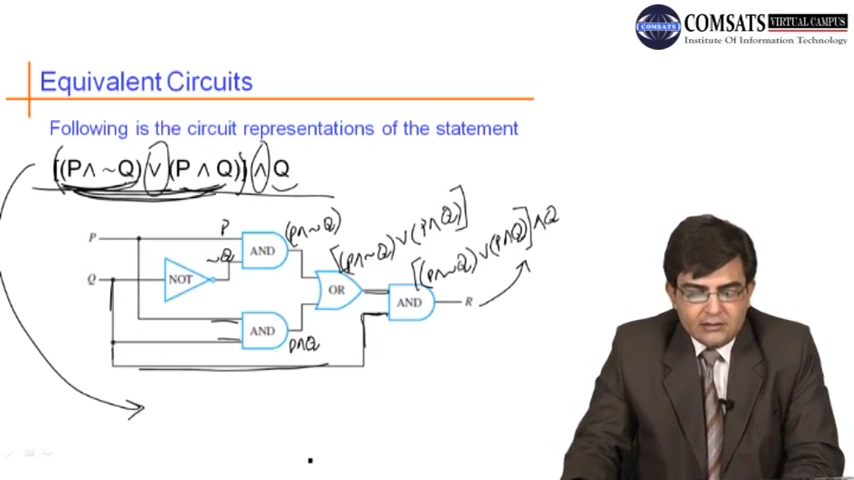 COMSATS VIRTUAL CAMPUS
COMSATS
Institute Of Information Technology
Equivalent Circuits
Following is the circuit representations of the statement
[(P∧ ~Q) ∨ (P ∧ Q)] ∧ Q
P
P
AND
(P∧~Q)
[(P∧~Q)∨(P∧Q)]
[(P∧~Q)∨(P∧Q)]∧Q
~Q
Q
NOT
OR
AND
R
AND
P∧Q